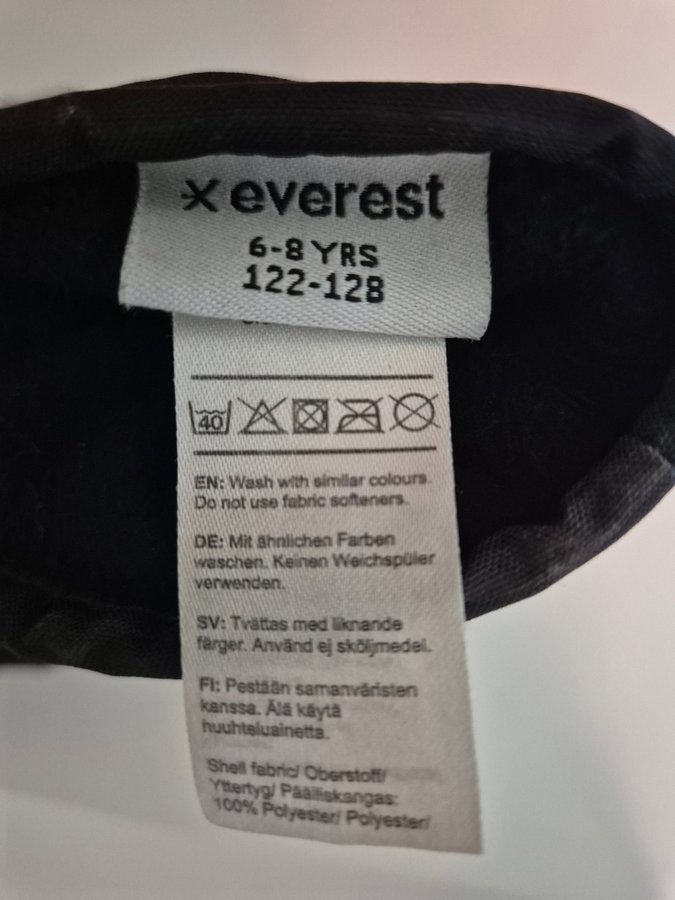 everest
6-8 YRS
122-128
40
EN: Wash with similar colours.
Do not use fabric softeners.
DE: Mit ähnlichen Farben
waschen. Keinen Weichspüler
verwenden.
SV: Tvättas med liknande
färger. Använd ej sköljmedel.
FI: Pestään samanväristen
kanssa. Älä käytä
huuhteluainetta.
Shell fabric/ Oberstoff/
Yttertyg/ Päälliskangas:
100% Polyester/ Polyester/